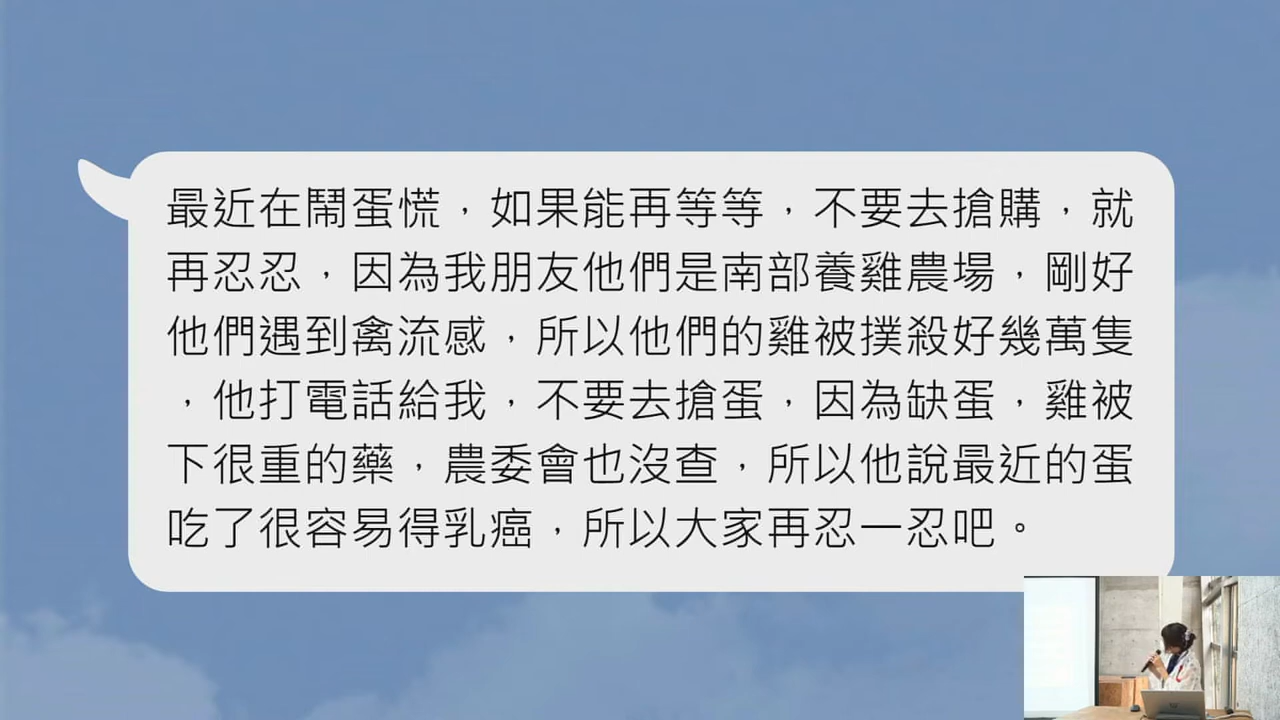 最近在鬧蛋慌，如果能再等等，不要去搶購，就
再忍忍，因為我朋友他們是南部養雞農場，剛好
他們遇到禽流感，所以他們的雞被撲殺好幾萬隻
，他打電話給我，不要去搶蛋，因為缺蛋，雞被
下很重的藥，農委會也沒查，所以他說最近的蛋
吃了很容易得乳癌，所以大家再忍一忍吧。